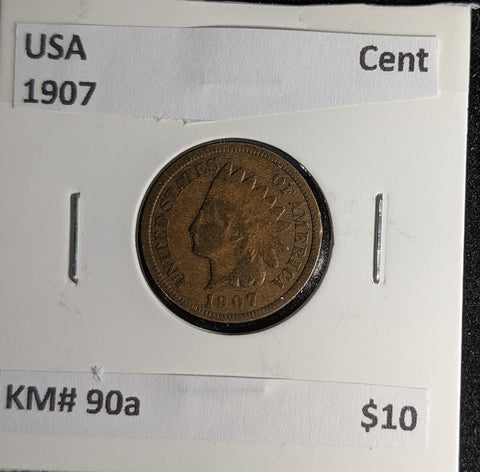 USA Cent
1907
UNITED STATES OF AMERICA
1907
KM# 90a $10